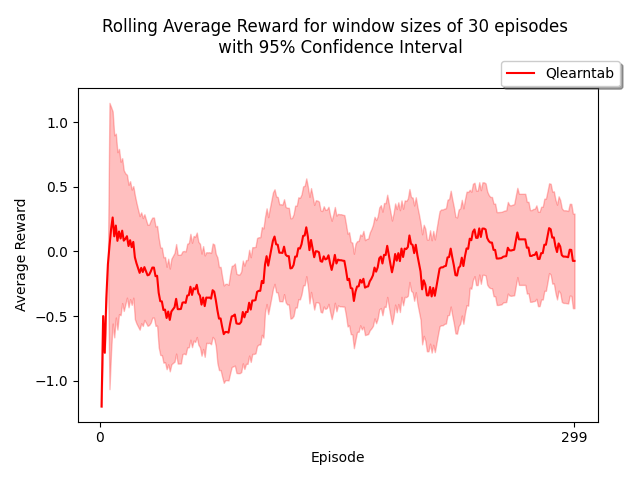 Rolling Average Reward for window sizes of 30 episodes
with 95% Confidence Interval
Qlearntab
1.0
0.5
0.0
−0.5
−1.0
Average Reward
0
299
Episode